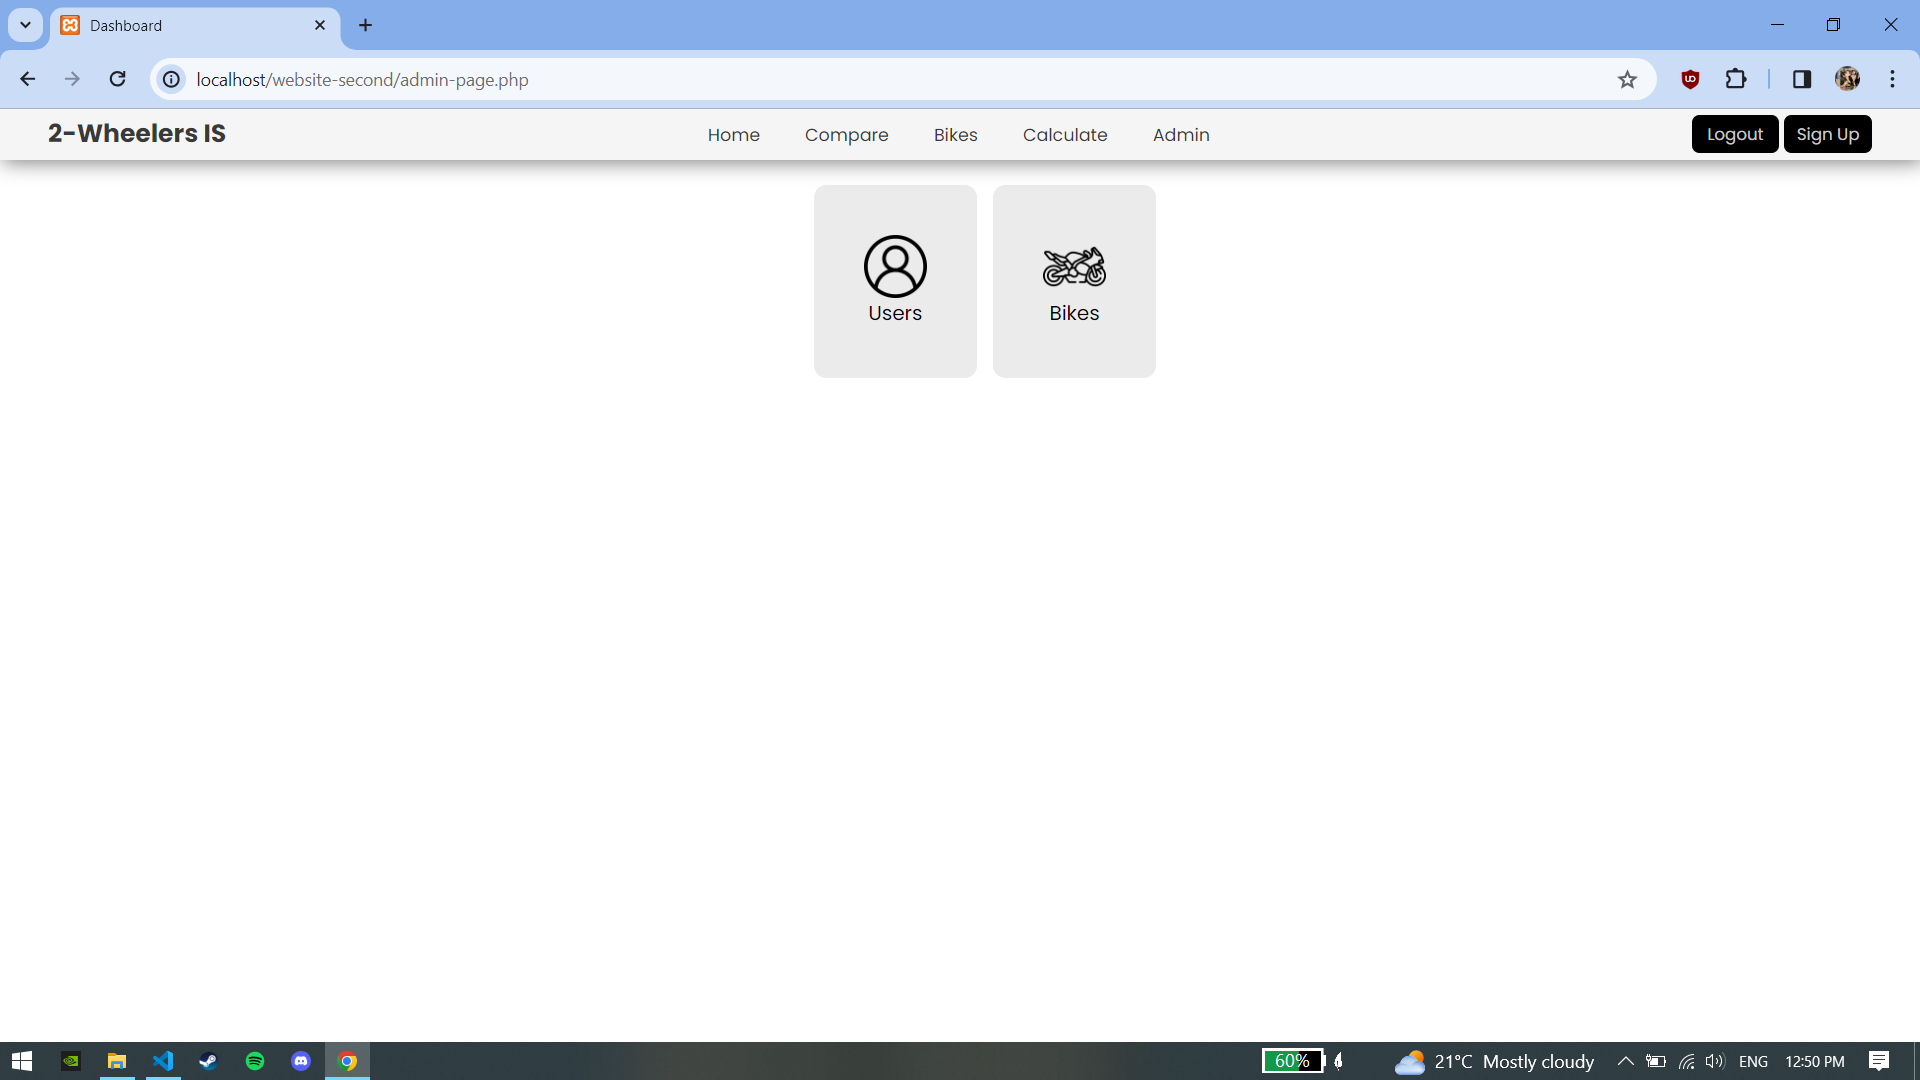 Dashboard
localhost/website-second/admin-page.php
2-Wheelers IS
Home
Compare
Bikes
Calculate
Admin
Logout
Sign Up
Users
Bikes
60%
21°C Mostly cloudy
ENG
12:50 PM